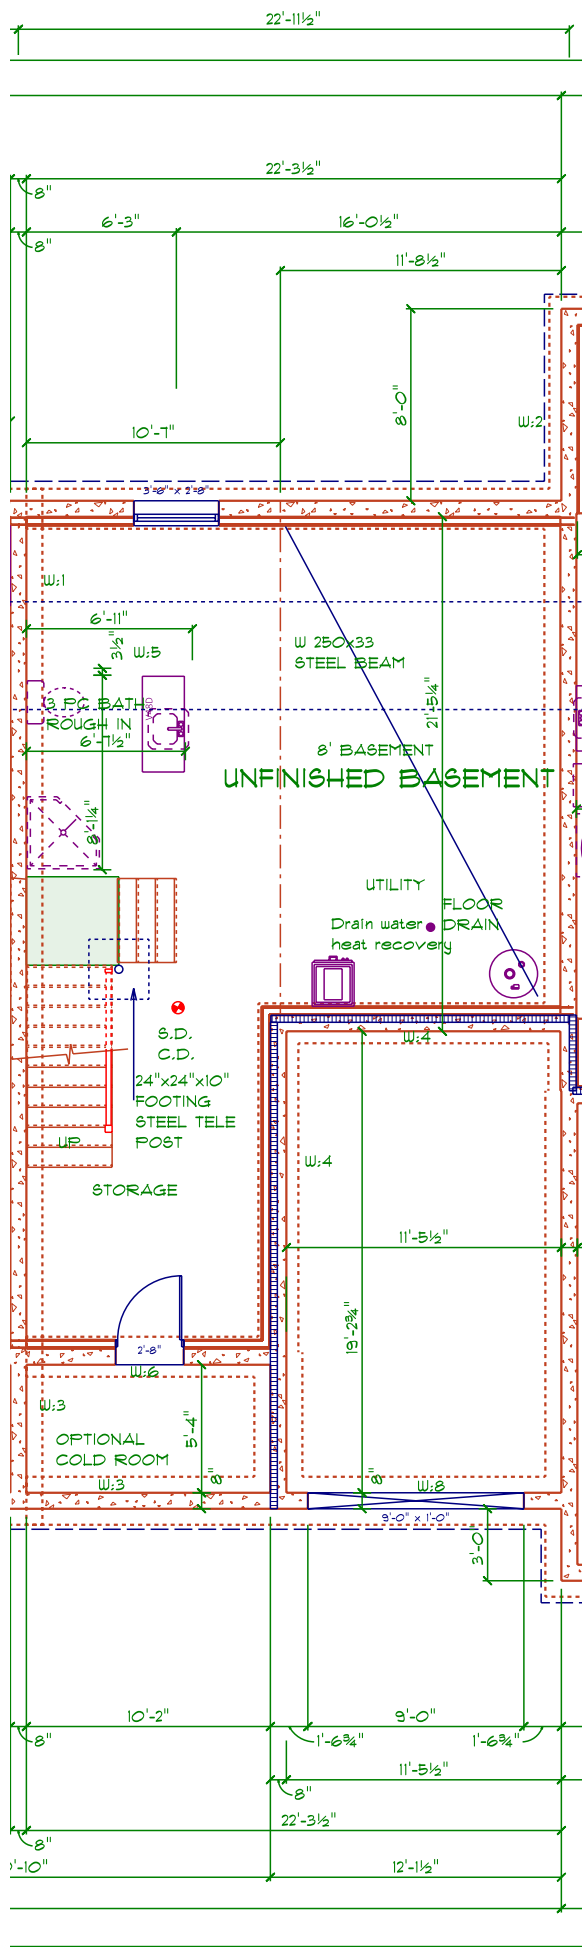 22'-11½"
22'-3½"
8"
6'-3"
16'-0½"
8"
11'-8½"
8'-0"
W:2
10'-7"
3'-6" x 2'-8"
W:1
6'-11"
3½"
W:5
W 250x33
STEEL BEAM
3 PC BATH
ROUGH IN
6'-7½"
21'-5¼"
8' BASEMENT
UNFINISHED BASEMENT
8'-1¼"
UTILITY
FLOOR
DRAIN
Drain water
heat recovery
S.D.
C.D.
W:4
24"x24"x10"
FOOTING
STEEL TELE
POST
UP
W:4
STORAGE
11'-5½"
19'-2¾"
2'-8"
W:6
W:3
5'-4"
OPTIONAL
COLD ROOM
8"
8"
W:3
W:8
9'-0" x 1'-0"
3'-0"
10'-2"
9'-0"
8"
1'-6¾"
1'-6¾"
11'-5½"
8"
22'-3½"
8"
'-10"
12'-1½"